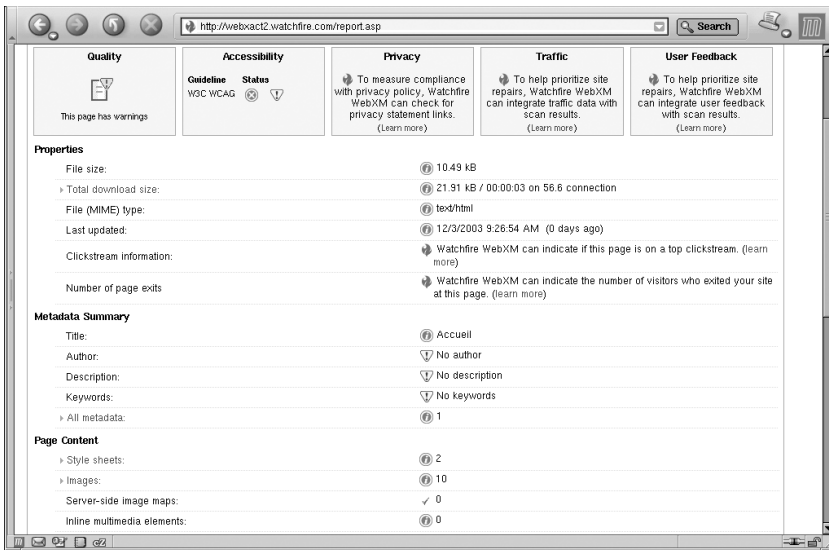 http://webxact2.watchfire.com/report.asp
Search
Quality
This page has warnings
Accessibility
Guideline Status
W3C WCAG
Privacy
To measure compliance
with privacy policy, Watchfire
WebXM can check for
privacy statement links.
(Learn more)
Traffic
To help prioritize site
repairs, Watchfire WebXM
can integrate traffic data with
scan results.
(Learn more)
User Feedback
To help prioritize site
repairs, Watchfire WebXM
can integrate user feedback
with scan results.
(Learn more)
Properties
File size: 10.49 kB
Total download size: 21.91 kB / 00:00:03 on 56.6 connection
File (MIME) type: text/html
Last updated: 12/3/2003 9:26:54 AM (0 days ago)
Clickstream information: Watchfire WebXM can indicate if this page is on a top clickstream. (learn
more)
Number of page exits Watchfire WebXM can indicate the number of visitors who exited your site
at this page. (learn more)
Metadata Summary
Title: Accueil
Author: No author
Description: No description
Keywords: No keywords
All metadata: 1
Page Content
Style sheets: 2
Images: 10
Server-side image maps: 0
Inline multimedia elements: 0